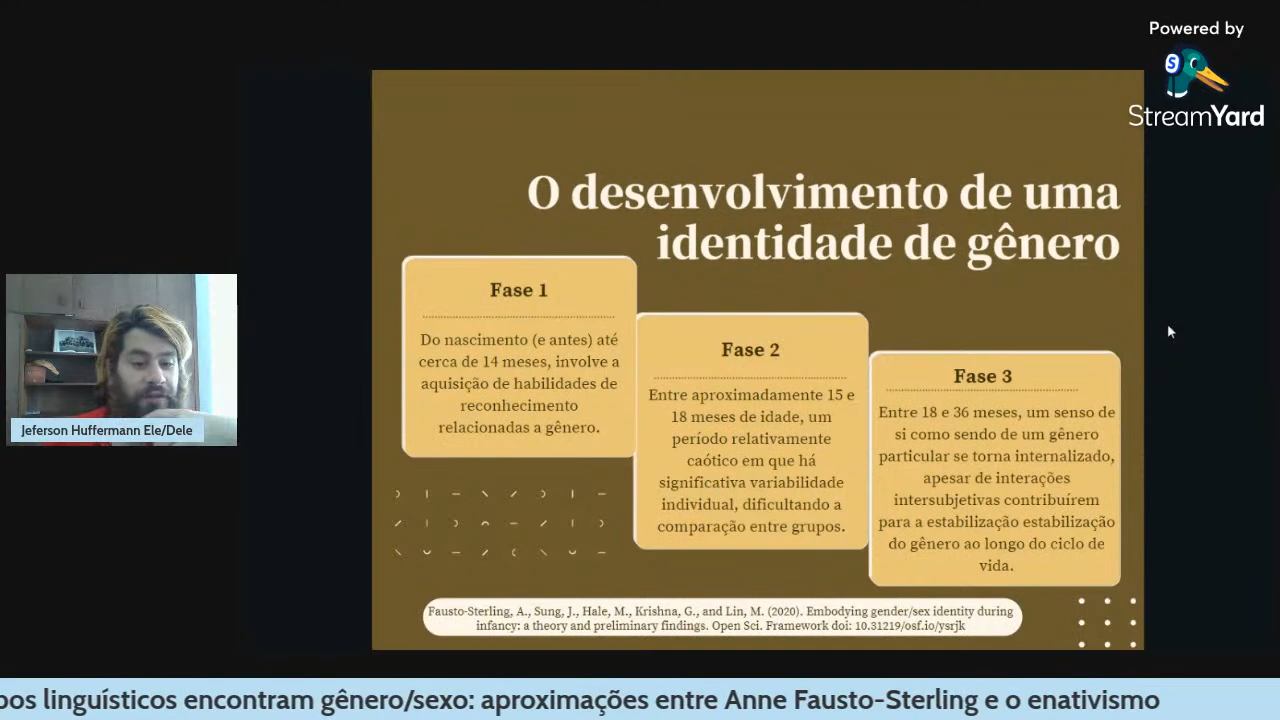 Powered by
StreamYard
O desenvolvimento de uma
identidade de gênero
Fase 1
Do nascimento (e antes) até
cerca de 14 meses, involve a
aquisição de habilidades de
reconhecimento
relacionadas a gênero.
Fase 2
Entre aproximadamente 15 e
18 meses de idade, um
período relativamente
caótico em que há
significativa variabilidade
individual, dificultando a
comparação entre grupos.
Fase 3
Entre 18 e 36 meses, um senso de
si como sendo de um gênero
particular se torna internalizado,
apesar de interações
intersubjetivas contribuírem
para a estabilização estabilização
do gênero ao longo do ciclo de
vida.
Fausto-Sterling, A., Sung, J., Hale, M., Krishna, G., and Lin, M. (2020). Embodying gender/sex identity during
infancy: a theory and preliminary findings. Open Sci. Framework doi: 10.31219/osf.io/ysrjk
Jeferson Huffermann Ele/Dele
pos linguísticos encontram gênero/sexo: aproximações entre Anne Fausto-Sterling e o enativismo